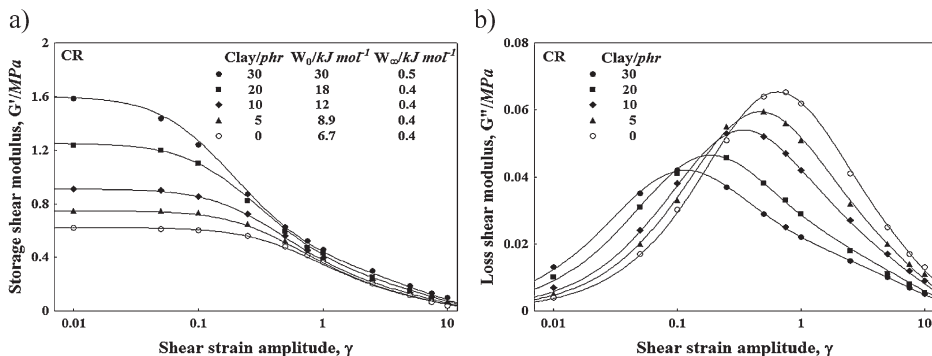 a)
2
1.6
1.2
0.8
0.4
0
Storage shear modulus, G'/MPa
CR
Clay/phr W₀/kJ mol⁻¹ W∞/kJ mol⁻¹
30 30 0.5
20 18 0.4
10 12 0.4
5 8.9 0.4
0 6.7 0.4
0.01 0.1 1 10
Shear strain amplitude, γ
b)
0.08
0.06
0.04
0.02
0
Loss shear modulus, G"/MPa
CR
Clay/phr
30
20
10
5
0
0.01 0.1 1 10
Shear strain amplitude, γ